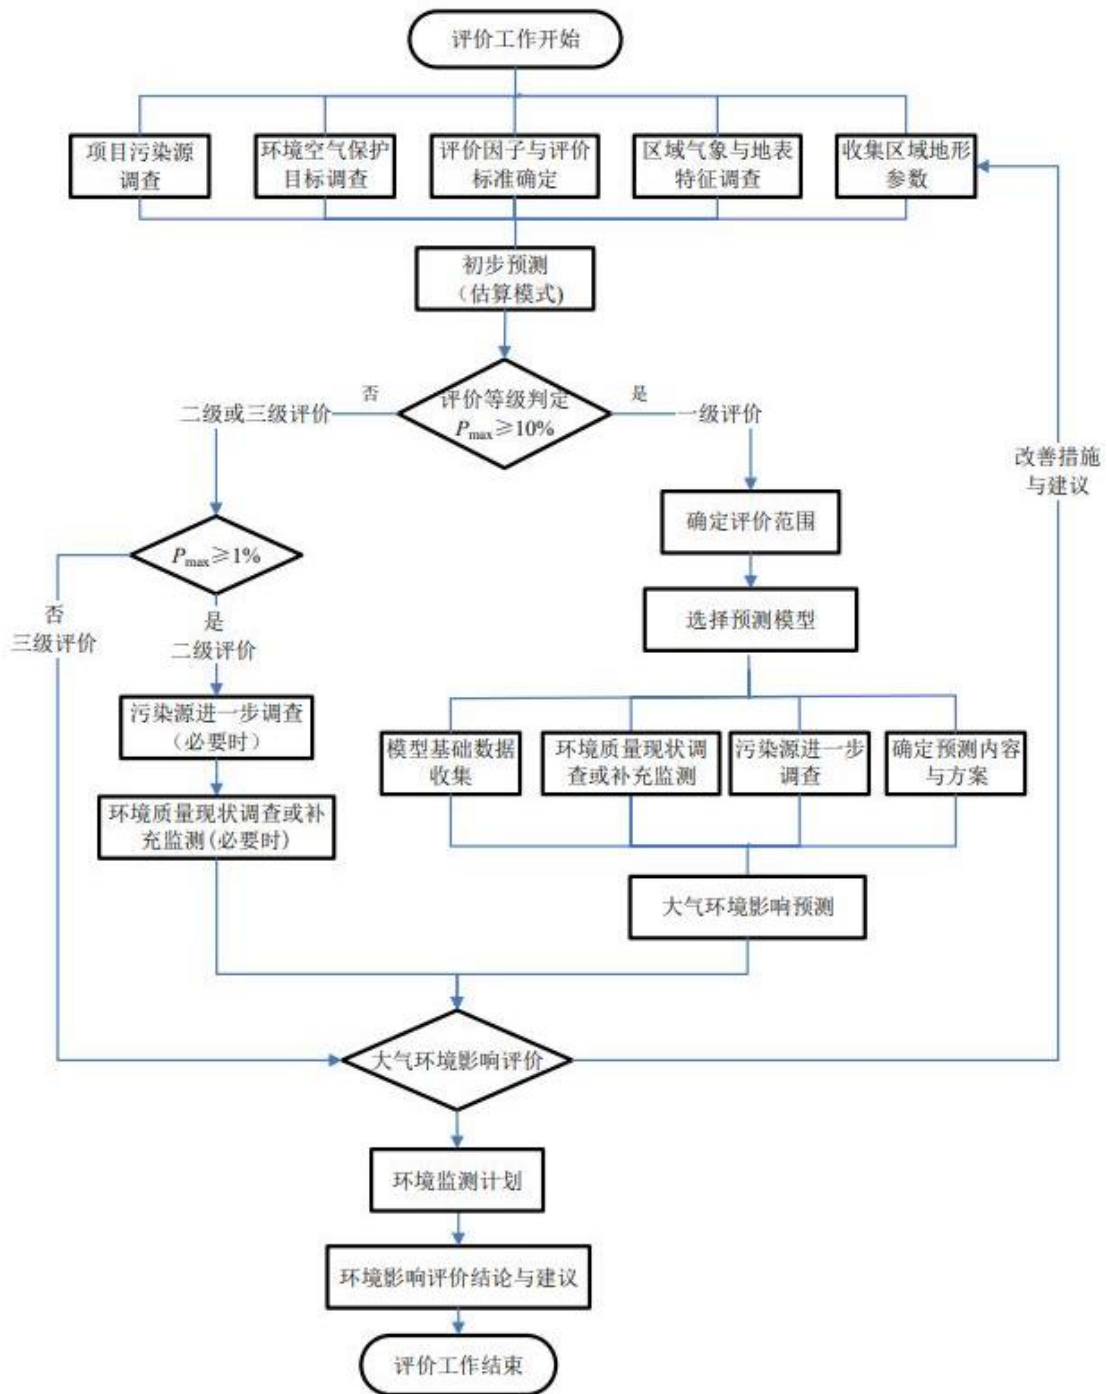 评价工作开始
项目污染源
调查
环境空气保护
目标调查
评价因子与评价
标准确定
区域气象与地表
特征调查
收集区域地形
参数
初步预测
（估算模式)
否
评价等级判定
Pmax≥10%
是
二级或三级评价
一级评价
改善措施
与建议
确定评价范围
Pmax≥1%
否
三级评价
是
二级评价
选择预测模型
污染源进一步调查
（必要时）
模型基础数据
收集
环境质量现状调
查或补充监测
污染源进一步
调查
确定预测内容
与方案
环境质量现状调查或补
充监测(必要时)
大气环境影响预测
大气环境影响评价
环境监测计划
环境影响评价结论与建议
评价工作结束